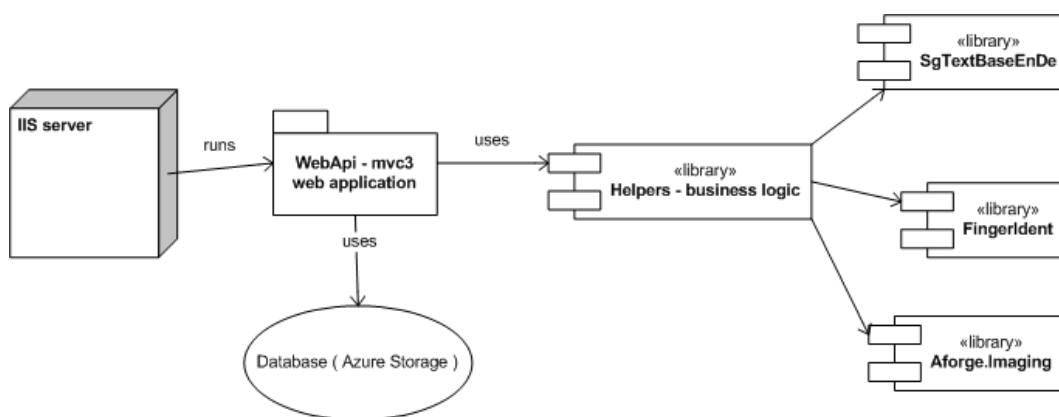 IIS server
runs
WebApi - mvc3
web application
uses
uses
Database ( Azure Storage )
«library»
Helpers - business logic
«library»
SgTextBaseEnDe
«library»
FingerIdent
«library»
Aforge.Imaging